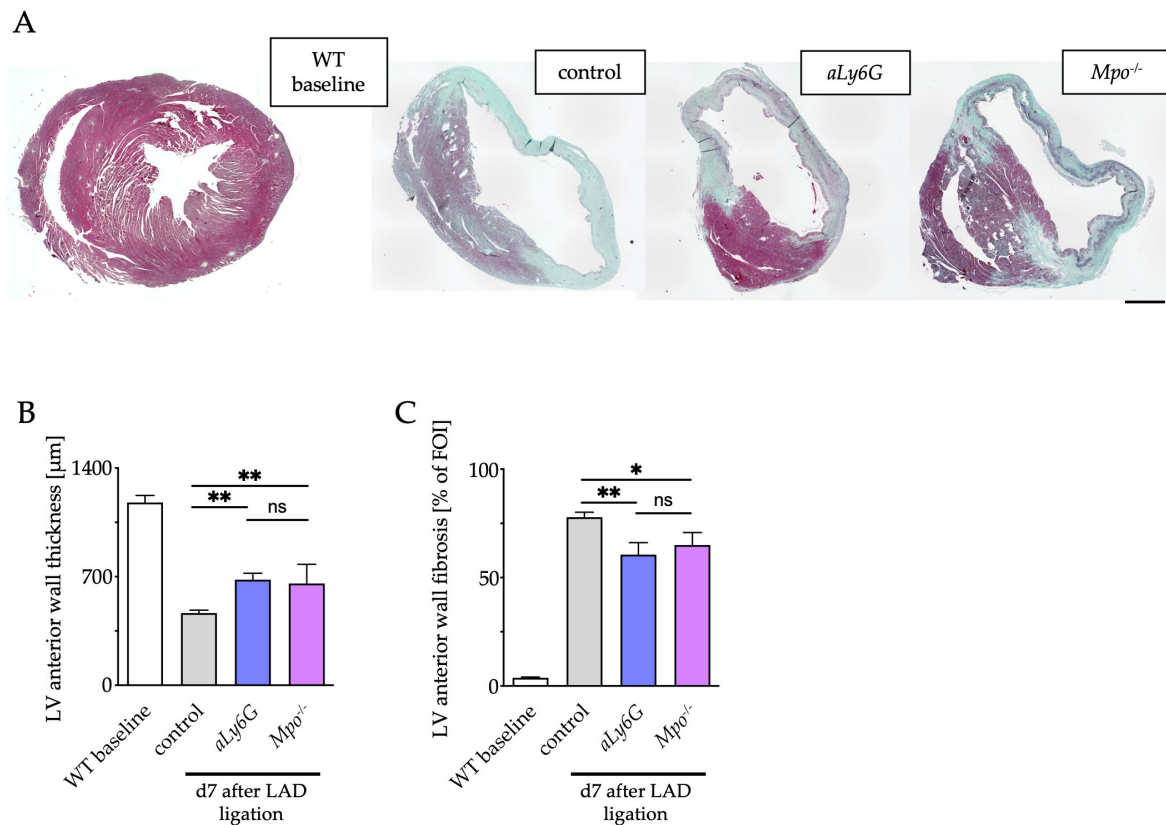 A
WT
baseline
control
aLy6G
Mpo-/-
B
LV anterior wall thickness [µm]
1400
700
0
**
**
ns
WT baseline
control
aLy6G
Mpo-/-
d7 after LAD
ligation
C
LV anterior wall fibrosis [% of FOI]
100
50
0
*
**
ns
WT baseline
control
aLy6G
Mpo-/-
d7 after LAD
ligation